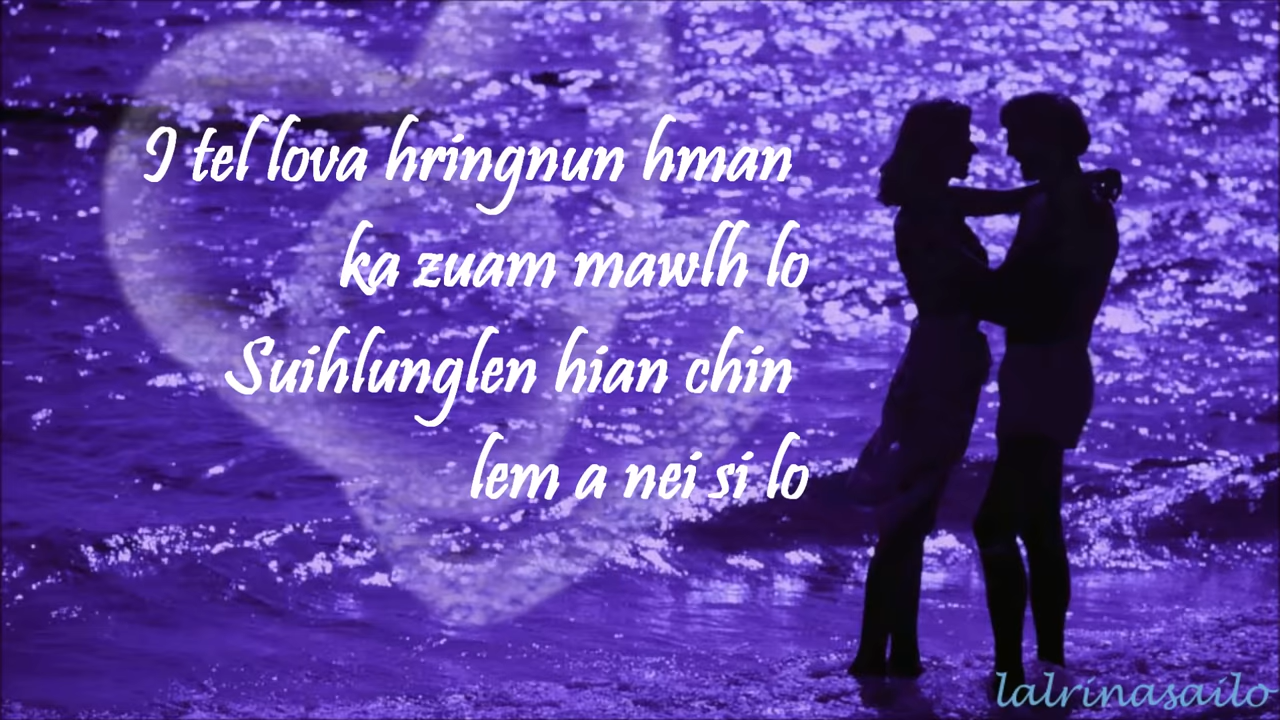 I tel lova hringnun hman
ka zuam mawlh lo
Suihlunglen hian chin
lem a nei si lo
lalrinasailo